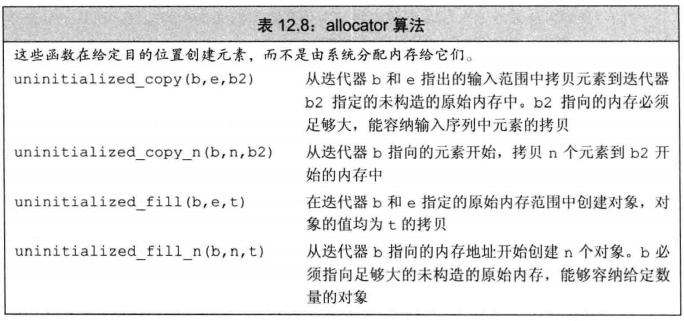 表 12.8：allocator 算法
这些函数在给定目的位置创建元素，而不是由系统分配内存给它们。
uninitialized_copy(b,e,b2) 从迭代器 b 和 e 指出的输入范围中拷贝元素到迭代器
b2 指定的未构造的原始内存中。b2 指向的内存必须
足够大，能容纳输入序列中元素的拷贝
uninitialized_copy_n(b,n,b2) 从迭代器 b 指向的元素开始，拷贝 n 个元素到 b2 开
始的内存中
uninitialized_fill(b,e,t) 在迭代器 b 和 e 指定的原始内存范围中创建对象，对
象的值均为 t 的拷贝
uninitialized_fill_n(b,n,t) 从迭代器 b 指向的内存地址开始创建 n 个对象。b 必
须指向足够大的未构造的原始内存，能够容纳给定数
量的对象